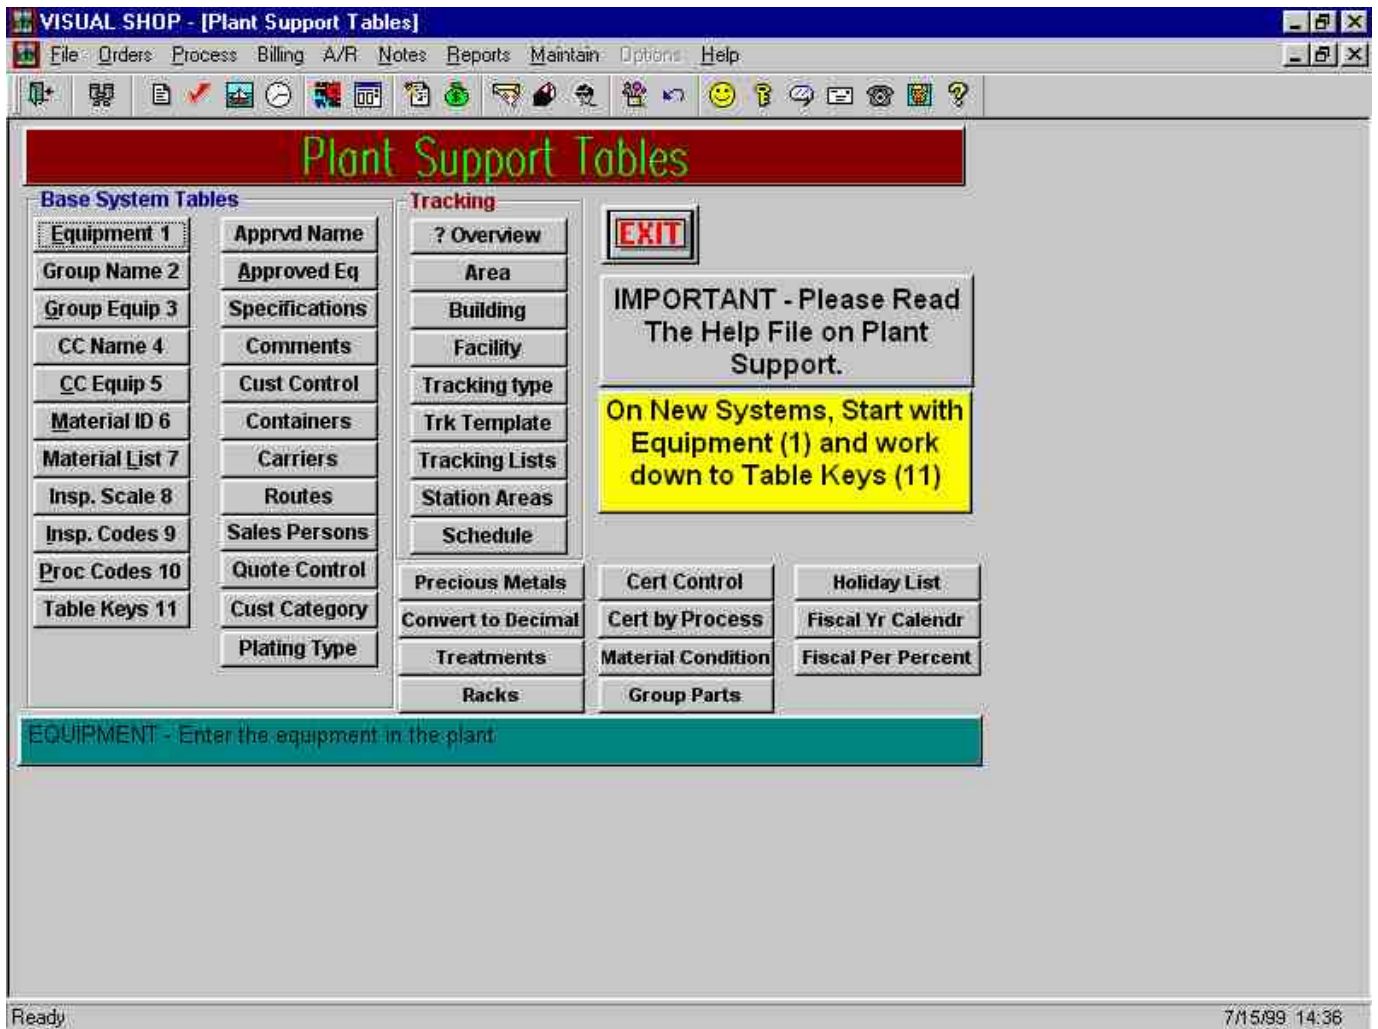 VISUAL SHOP - [Plant Support Tables]
File Orders Process Billing A/R Notes Reports Maintain Options Help
Plant Support Tables
Base System Tables
Equipment 1
Group Name 2
Group Equip 3
CC Name 4
CC Equip 5
Material ID 6
Material List 7
Insp. Scale 8
Insp. Codes 9
Proc Codes 10
Table Keys 11
Apprvd Name
Approved Eq
Specifications
Comments
Cust Control
Containers
Carriers
Routes
Sales Persons
Quote Control
Cust Category
Plating Type
Tracking
? Overview
Area
Building
Facility
Tracking type
Trk Template
Tracking Lists
Station Areas
Schedule
EXIT
IMPORTANT - Please Read
The Help File on Plant
Support.
On New Systems, Start with
Equipment (1) and work
down to Table Keys (11)
Precious Metals
Convert to Decimal
Treatments
Racks
Cert Control
Cert by Process
Material Condition
Group Parts
Holiday List
Fiscal Yr Calendr
Fiscal Per Percent
EQUIPMENT - Enter the equipment in the plant
Ready
7/15/99 14:36